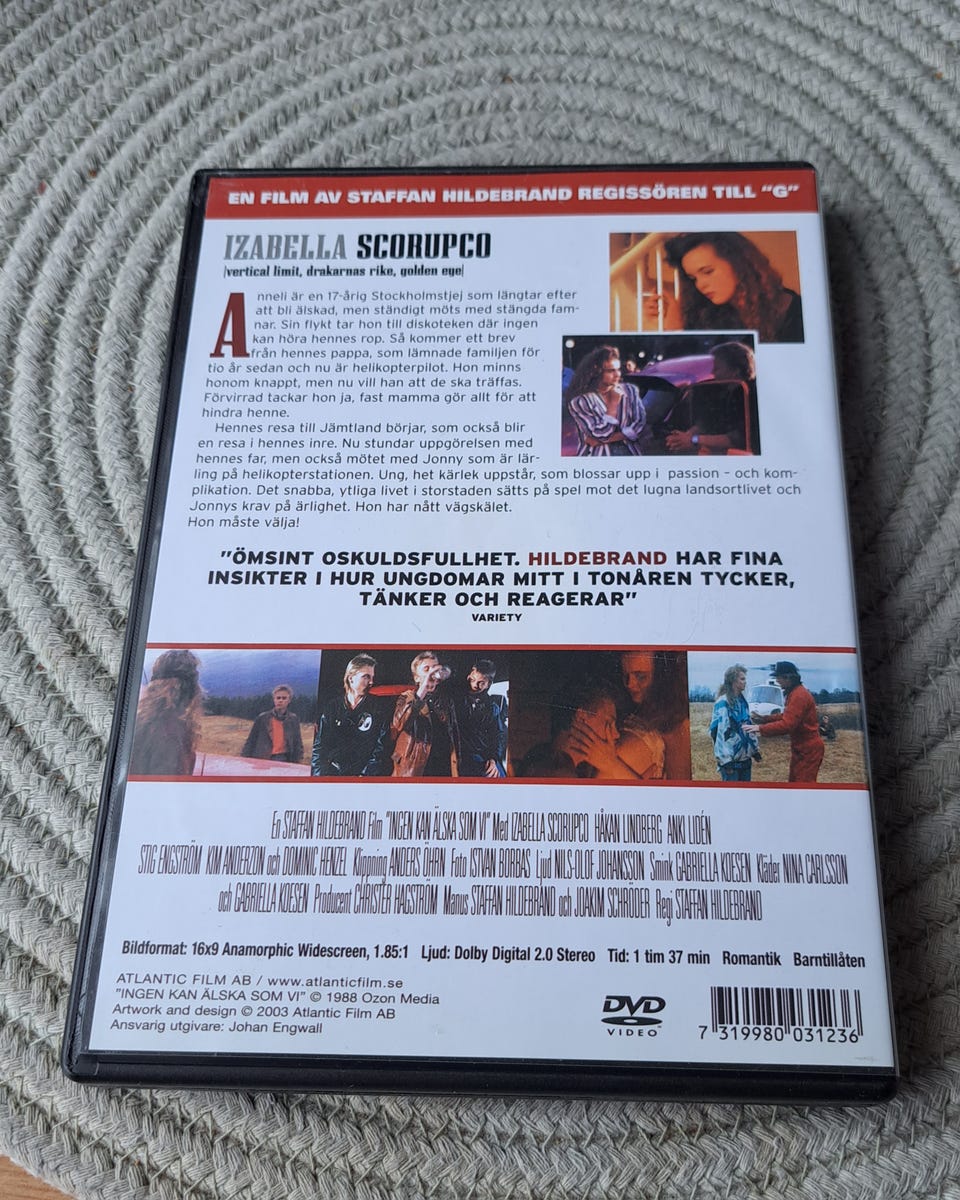 EN FILM AV STAFFAN HILDEBRAND REGISSÖREN TILL "G"
IZABELLA SCORUPCO
|vertical limit, drakarnas rike, golden eye|
Anneli är en 17-årig Stockholmstjej som längtar efter
att bli älskad, men ständigt möts med stängda fam-
nar. Sin flykt tar hon till diskoteken där ingen
kan höra hennes rop. Så kommer ett brev
från hennes pappa, som lämnade familjen för
tio år sedan och nu är helikopterpilot. Hon minns
honom knappt, men nu vill han att de ska träffas.
Förvirrad tackar hon ja, fast mamma gör allt för att
hindra henne.
Hennes resa till Jämtland börjar, som också blir
en resa i hennes inre. Nu stundar uppgörelsen med
hennes far, men också mötet med Jonny som är lär-
ling på helikopterstationen. Ung, het kärlek uppstår, som blossar upp i passion – och kom-
plikation. Det snabba, ytliga livet i storstaden sätts på spel mot det lugna landsortlivet och
Jonnys krav på ärlighet. Hon har nått vägskälet.
Hon måste välja!
"ÖMSINT OSKULDSFULLHET. HILDEBRAND HAR FINA
INSIKTER I HUR UNGDOMAR MITT I TONÅREN TYCKER,
TÄNKER OCH REAGERAR"
VARIETY
En STAFFAN HILDEBRAND Film "INGEN KAN ÄLSKA SOM VI" Med IZABELLA SCORUPCO HÅKAN LINDBERG ANKI LIDÉN
STIG ENGSTRÖM KIM ANDERZON och DOMINIC HENZEL Klippning ANDERS ÖHRN Foto ISTVAN BORBAS Ljud NILS-OLOF JOHANSSON Smink GABRIELLA KOESEN Kläder NINA CARLSSON
och GABRIELLA KOESEN Producent CHRISTER HAGSTRÖM Manus STAFFAN HILDEBRAND och JOAKIM SCHRÖDER Regi STAFFAN HILDEBRAND
Bildformat: 16x9 Anamorphic Widescreen, 1.85:1 Ljud: Dolby Digital 2.0 Stereo Tid: 1 tim 37 min Romantik Barntillåten
ATLANTIC FILM AB / www.atlanticfilm.se
"INGEN KAN ÄLSKA SOM VI" © 1988 Ozon Media
Artwork and design © 2003 Atlantic Film AB
Ansvarig utgivare: Johan Engwall
DVD
VIDEO
7 319980 031236